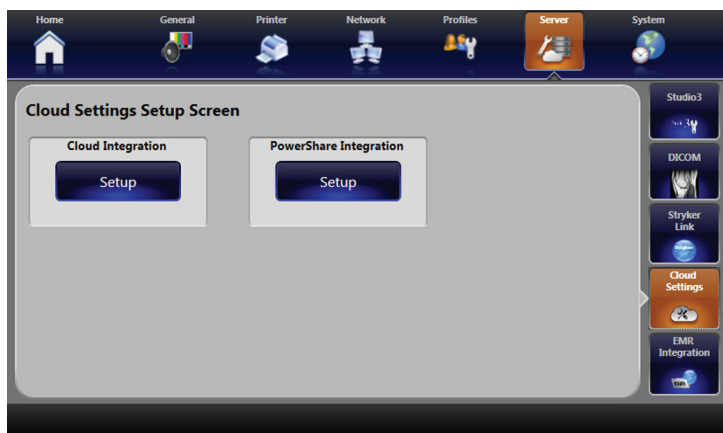 Home General Printer Network Profiles Server System
Cloud Settings Setup Screen
Cloud Integration PowerShare Integration
Setup Setup
Studio3
DICOM
Stryker
Link
Cloud
Settings
EMR
Integration
EMR